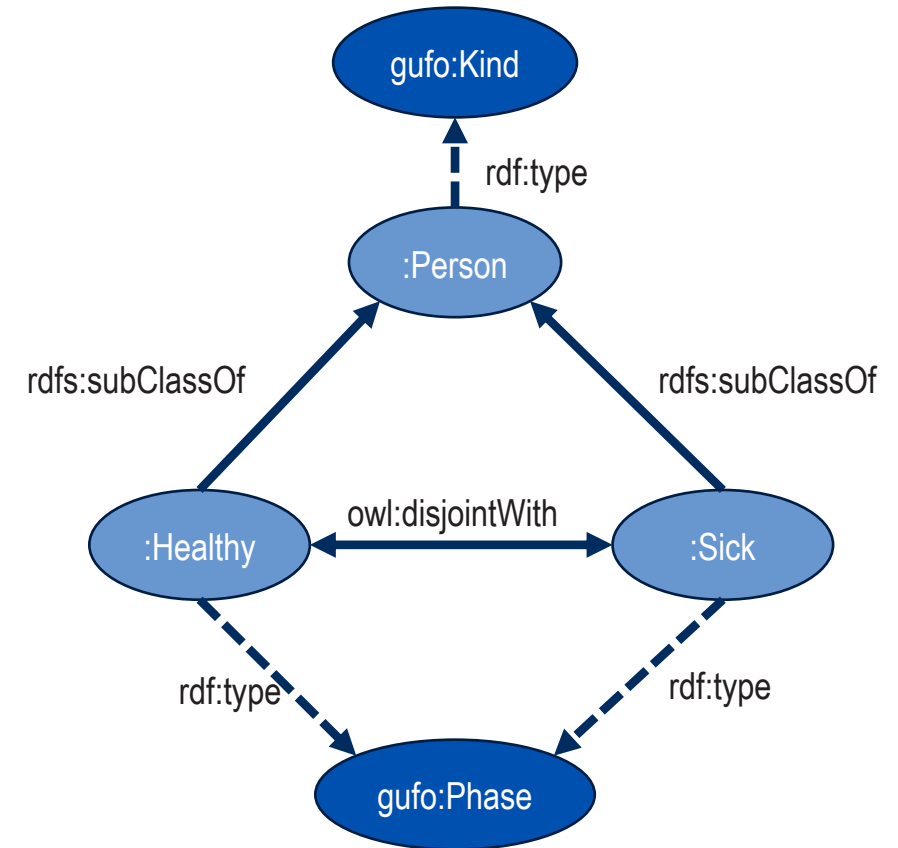 gufo:Kind
rdf:type
:Person
rdfs:subClassOf
rdfs:subClassOf
owl:disjointWith
:Healthy
:Sick
rdf:type
rdf:type
gufo:Phase